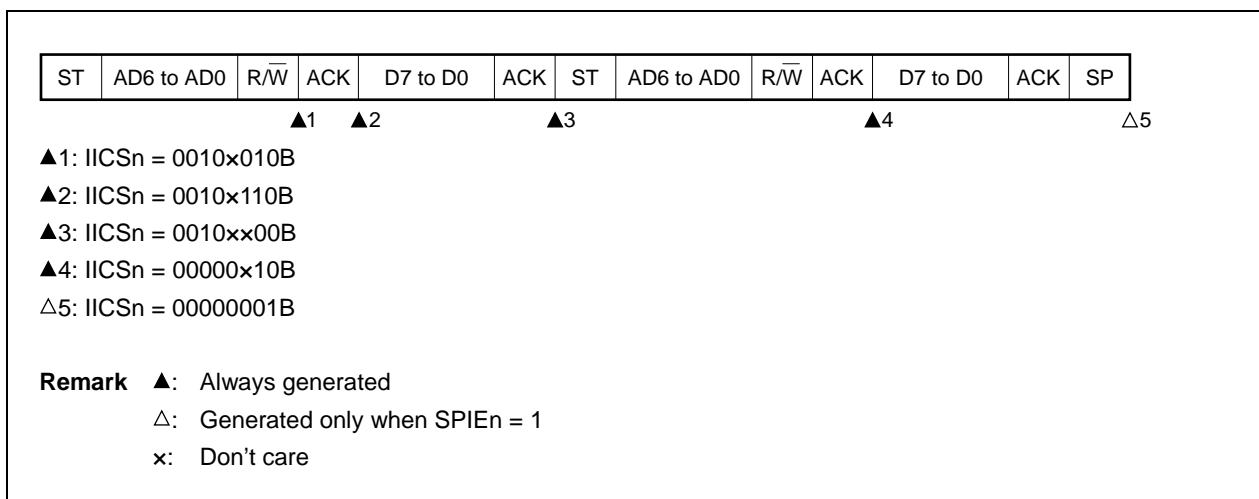 ST AD6 to AD0 R/W̅ ACK D7 to D0 ACK ST AD6 to AD0 R/W̅ ACK D7 to D0 ACK SP
▲1 ▲2 ▲3 ▲4 △5
▲1: IICSn = 0010×010B
▲2: IICSn = 0010×110B
▲3: IICSn = 0010××00B
▲4: IICSn = 00000×10B
△5: IICSn = 00000001B
Remark ▲: Always generated
△: Generated only when SPIEn = 1
×: Don't care